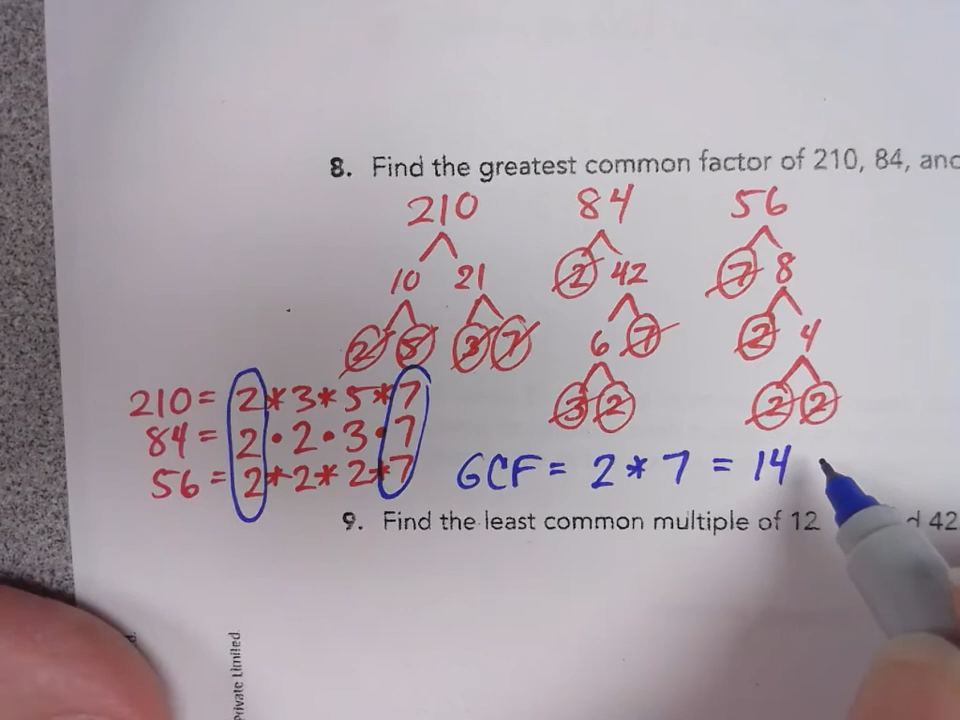 8. Find the greatest common factor of 210, 84, and
210 84 56
10 21 2 42 7 8
2 5 3 7 6 7 2 4
3 2 2 2
210 = 2 * 3 * 5 * 7
84 = 2 • 2 • 3 • 7
56 = 2 * 2 * 2 * 7
GCF = 2 * 7 = 14
9. Find the least common multiple of 12 d 42
d.
Private Limited.